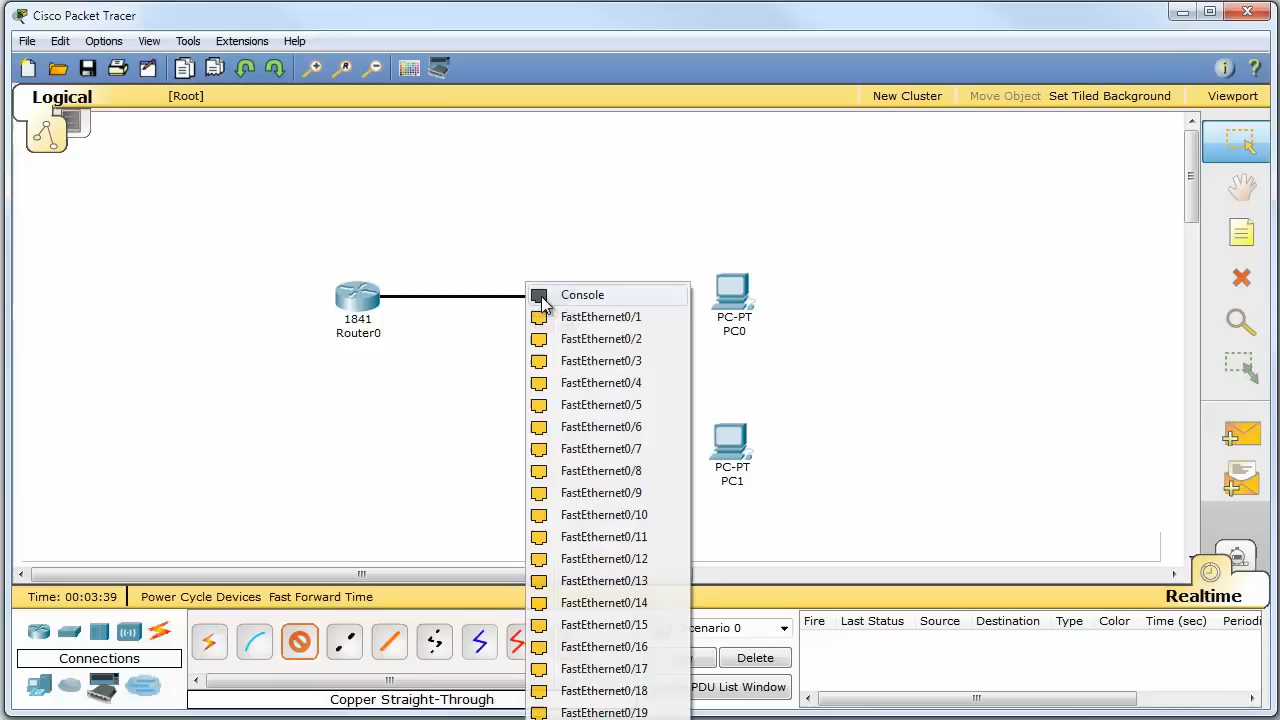 Cisco Packet Tracer
File Edit Options View Tools Extensions Help
Logical [Root] New Cluster Move Object Set Tiled Background Viewport
1841
Router0
PC-PT
PC0
PC-PT
PC1
Console
FastEthernet0/1
FastEthernet0/2
FastEthernet0/3
FastEthernet0/4
FastEthernet0/5
FastEthernet0/6
FastEthernet0/7
FastEthernet0/8
FastEthernet0/9
FastEthernet0/10
FastEthernet0/11
FastEthernet0/12
FastEthernet0/13
FastEthernet0/14
FastEthernet0/15
FastEthernet0/16
FastEthernet0/17
FastEthernet0/18
FastEthernet0/19
Time: 00:03:39 Power Cycle Devices Fast Forward Time Realtime
Connections
Copper Straight-Through
Scenario 0
Delete
PDU List Window
Fire Last Status Source Destination Type Color Time (sec) Periodi